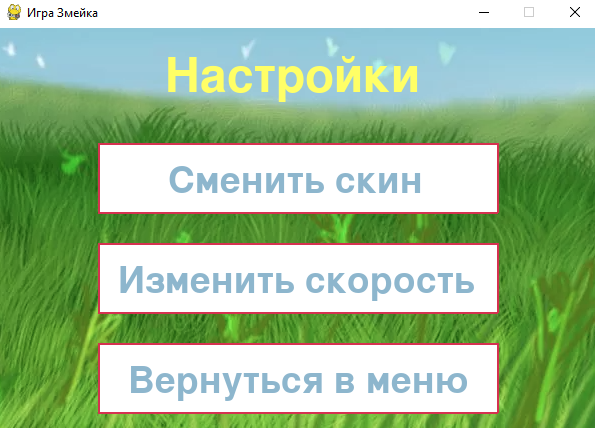 Игра Змейка
Настройки
Сменить скин
Изменить скорость
Вернуться в меню